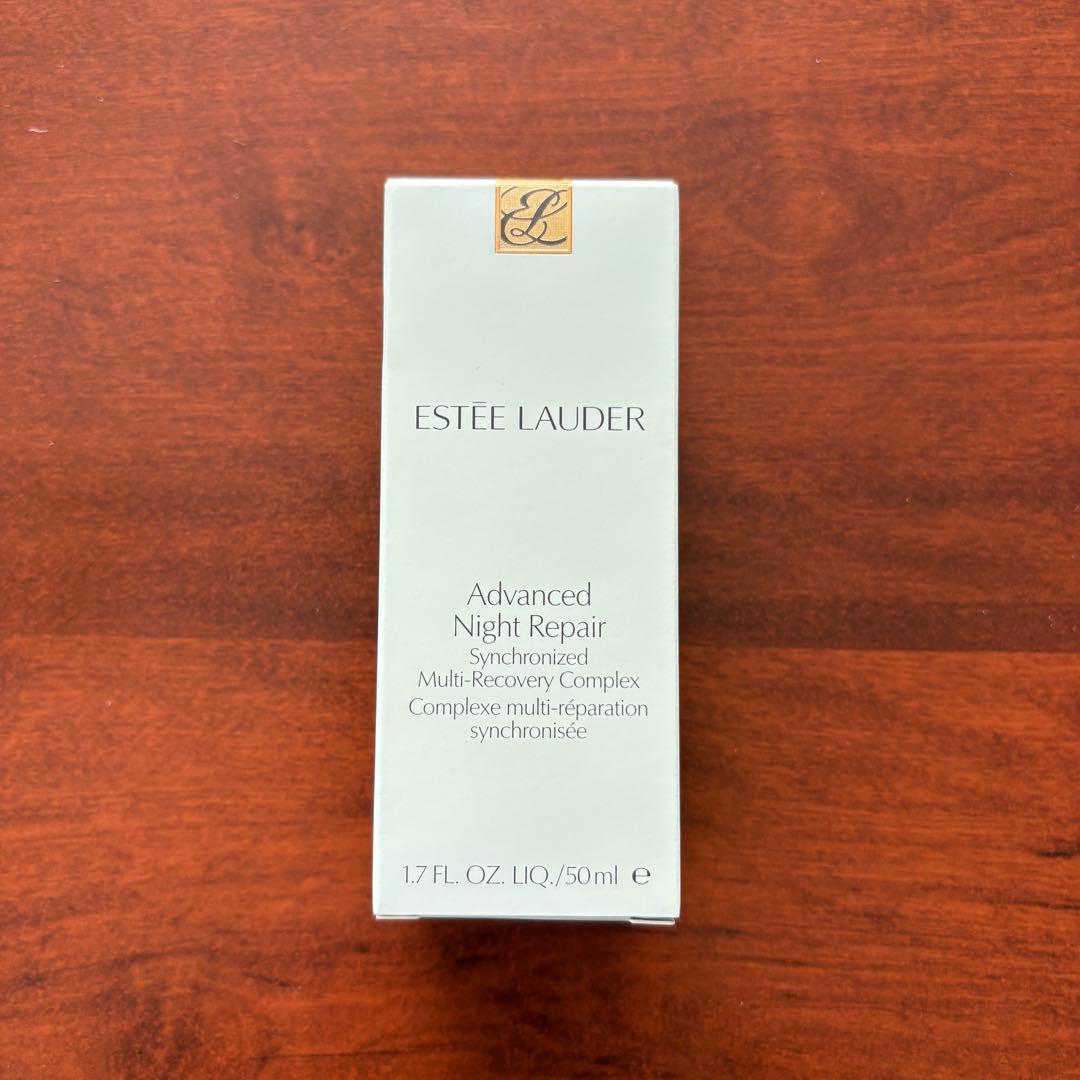 EL
ESTĒE LAUDER
Advanced
Night Repair
Synchronized
Multi-Recovery Complex
Complexe multi-réparation
synchronisée
1.7 FL. OZ. LIQ./50 ml ℮